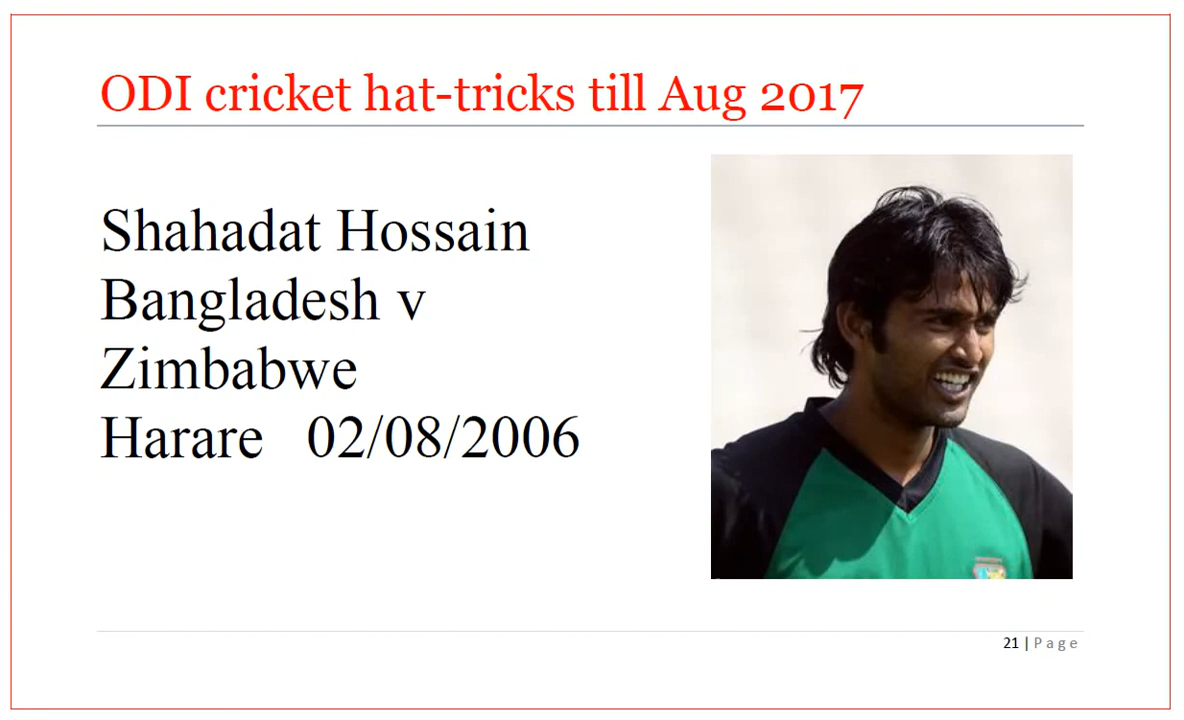 ODI cricket hat-tricks till Aug 2017
Shahadat Hossain
Bangladesh v
Zimbabwe
Harare 02/08/2006
21 | Page